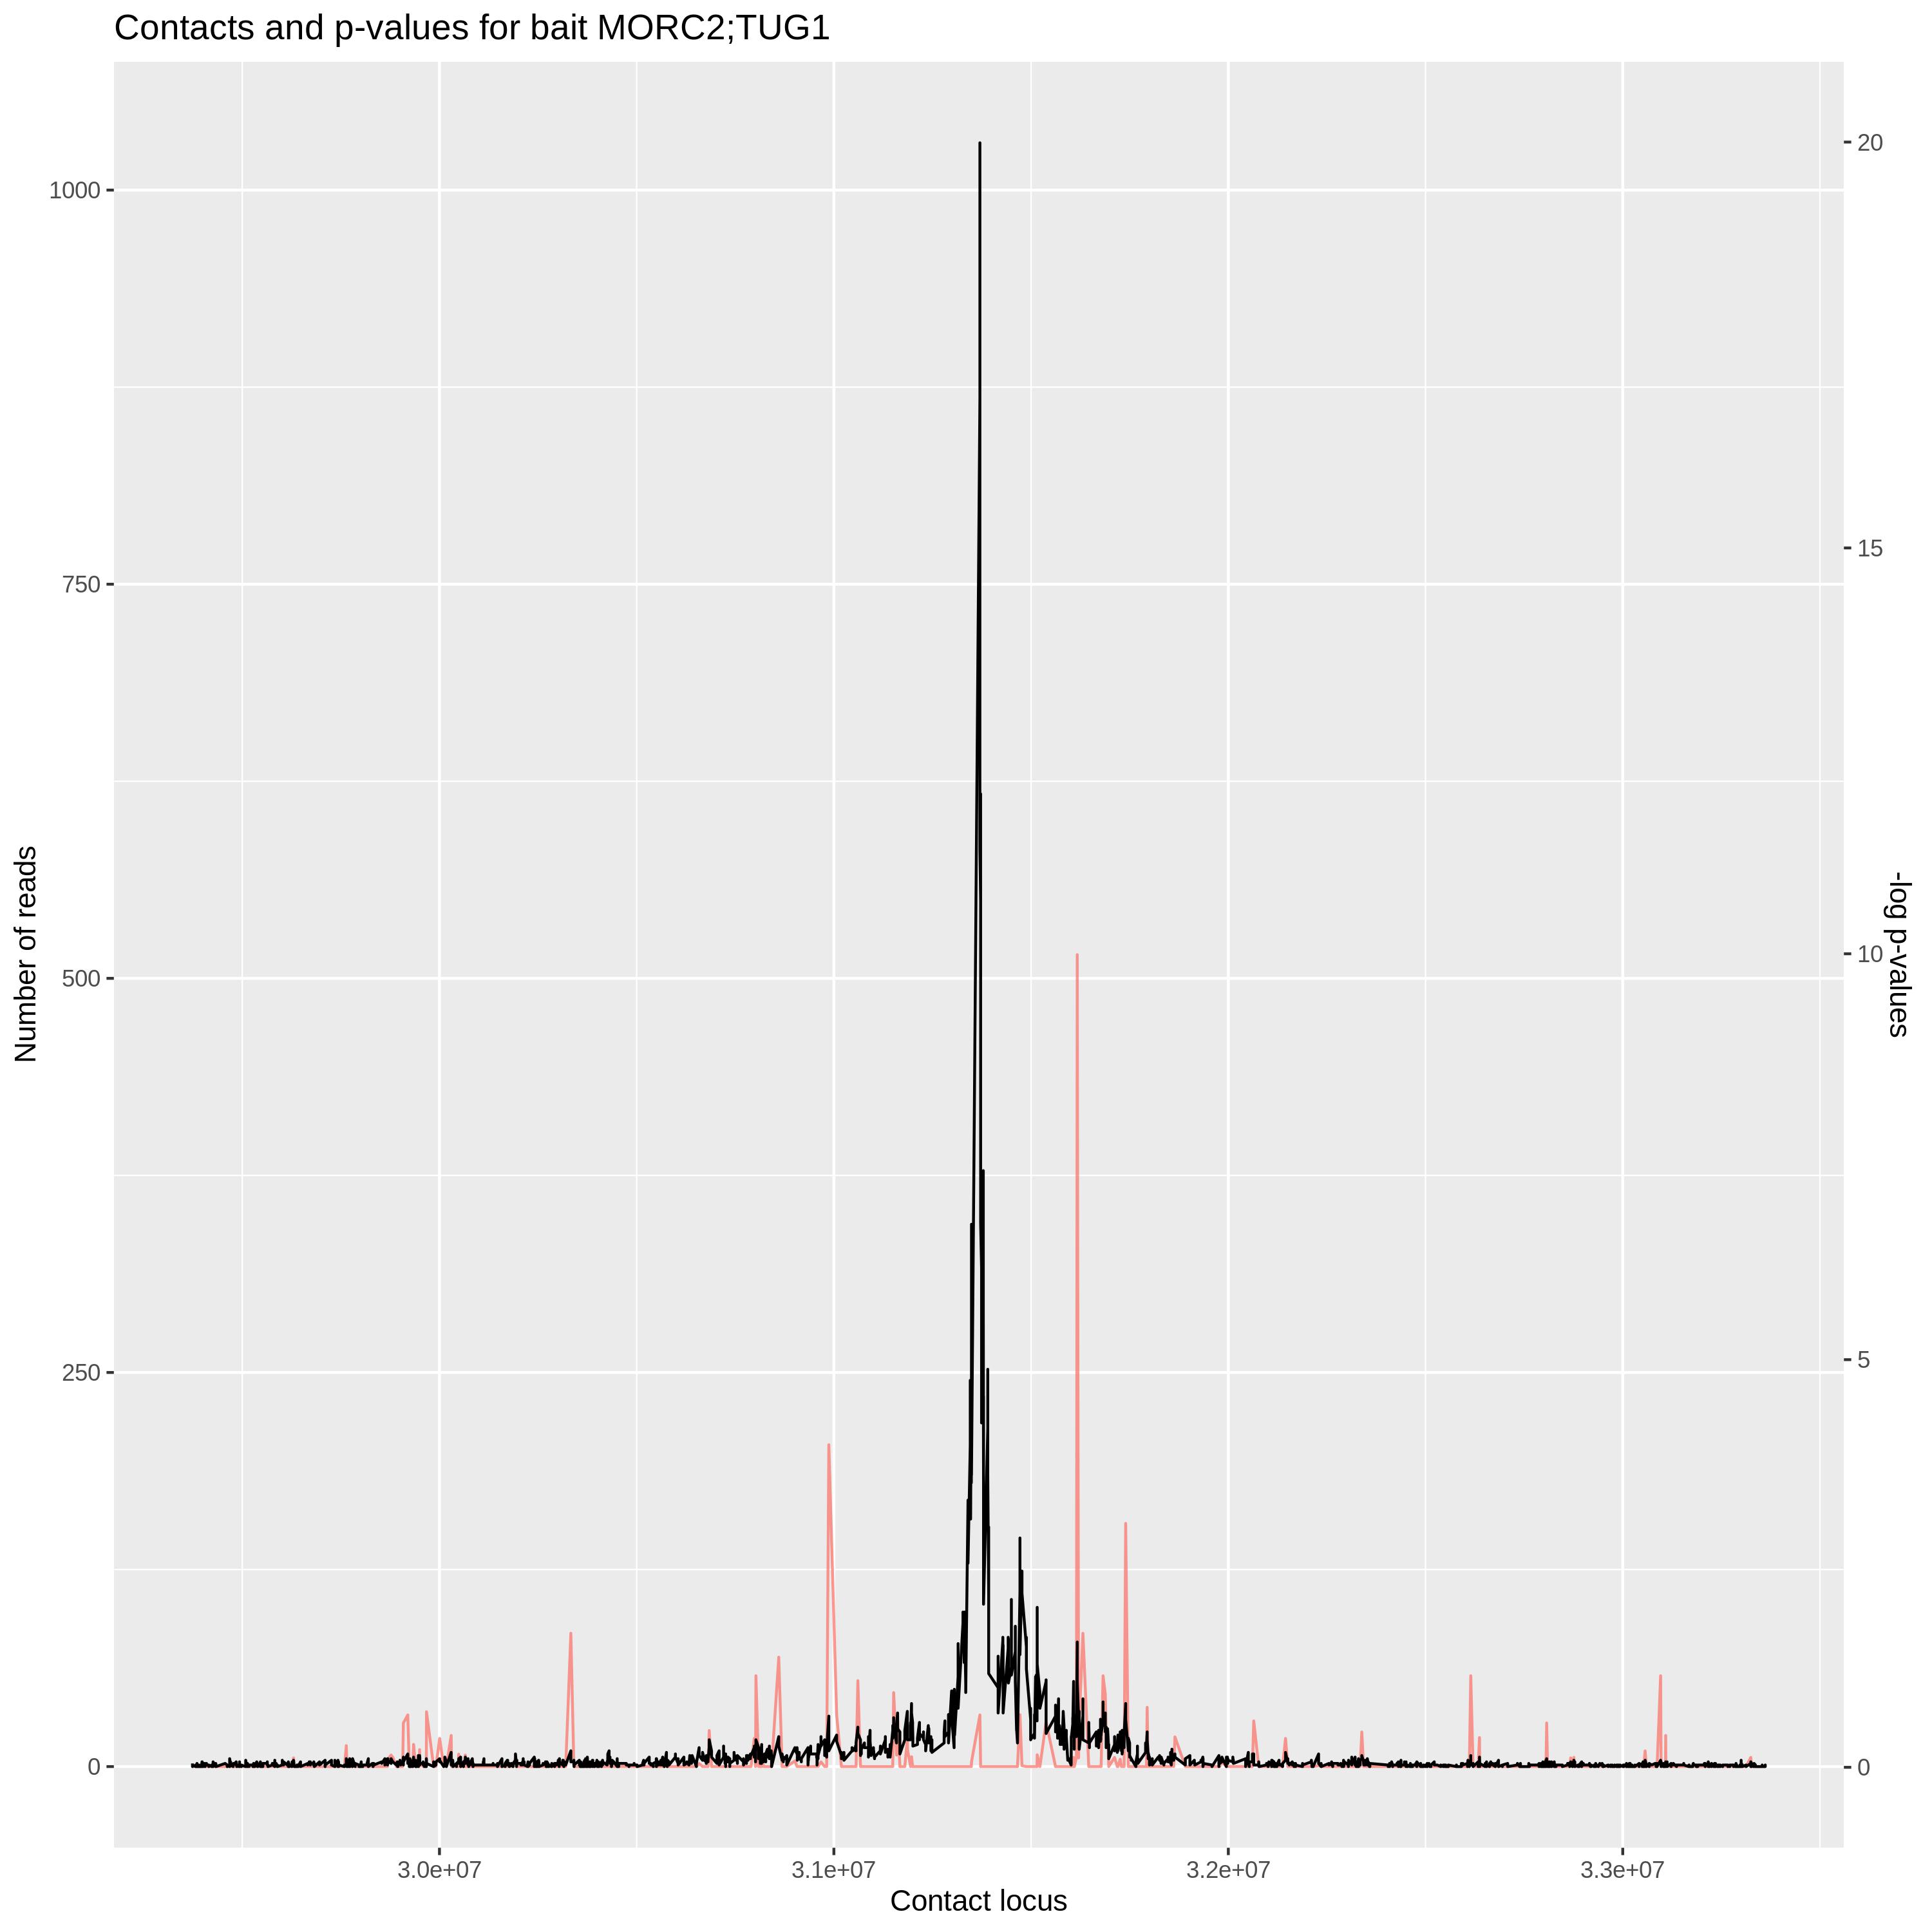 Contacts and p-values for bait MORC2;TUG1
1000
750
500
250
0
Number of reads
20
15
10
5
0
-log p-values
3.0e+07
3.1e+07
3.2e+07
3.3e+07
Contact locus